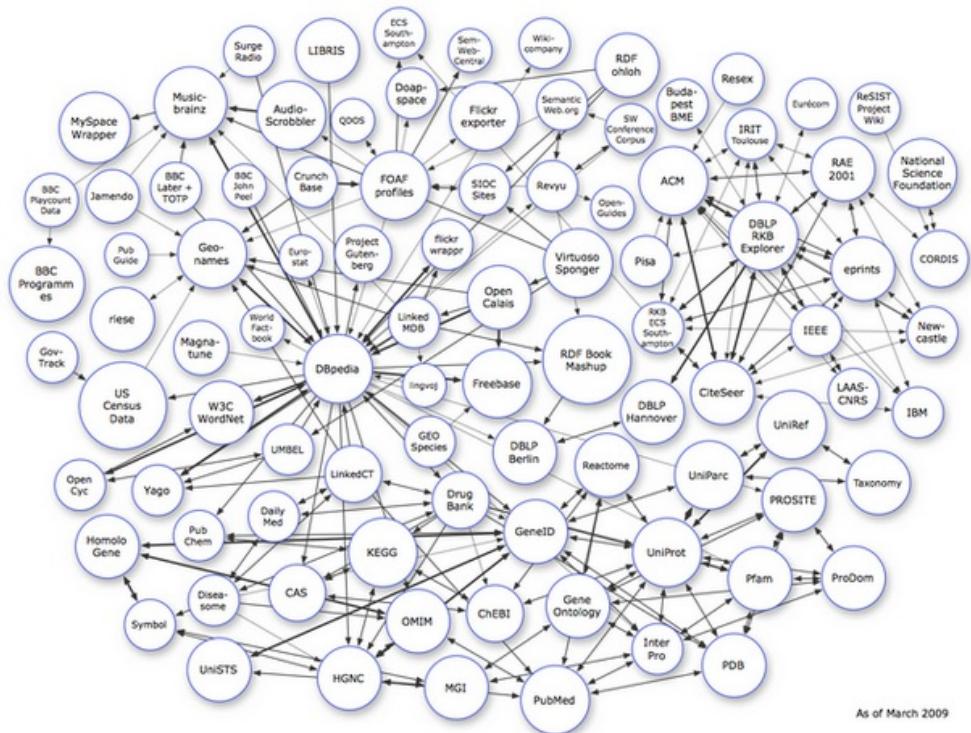 ECS
South-
ampton
Surge
Radio
LIBRIS
Sem-
Web-
Central
Wiki-
company
RDF
ohloh
Music-
brainz
Audio-
Scrobbler
Doap-
space
Flickr
exporter
Semantic
Web.org
Buda-
pest
BME
Resex
Eurécom
ReSIST
Project
Wiki
MySpace
Wrapper
QDOS
SW
Conference
Corpus
IRIT
Toulouse
BBC
Playcount
Data
Jamendo
BBC
Later +
TOTP
BBC
John
Peel
Crunch
Base
FOAF
profiles
SIOC
Sites
Revyu
Open-
Guides
ACM
RAE
2001
National
Science
Foundation
DBLP
RKB
Explorer
Pub
Guide
Geo-
names
Euro-
stat
Project
Guten-
berg
flickr
wrappr
Virtuoso
Sponger
Pisa
eprints
CORDIS
BBC
Programm
es
riese
World
Fact-
book
Linked
MDB
Open
Calais
RKB
ECS
South-
ampton
IEEE
New-
castle
Gov-
Track
Magna-
tune
DBpedia
lingvoj
Freebase
RDF Book
Mashup
CiteSeer
LAAS-
CNRS
IBM
US
Census
Data
W3C
WordNet
DBLP
Hannover
UMBEL
GEO
Species
DBLP
Berlin
UniRef
Open
Cyc
Yago
LinkedCT
Reactome
UniParc
Taxonomy
Drug
Bank
PROSITE
Daily
Med
Pub
Chem
Homolo
Gene
KEGG
GeneID
UniProt
Pfam
ProDom
Disea-
some
CAS
ChEBI
Gene
Ontology
Symbol
OMIM
Inter
Pro
UniSTS
HGNC
MGI
PubMed
PDB
As of March 2009